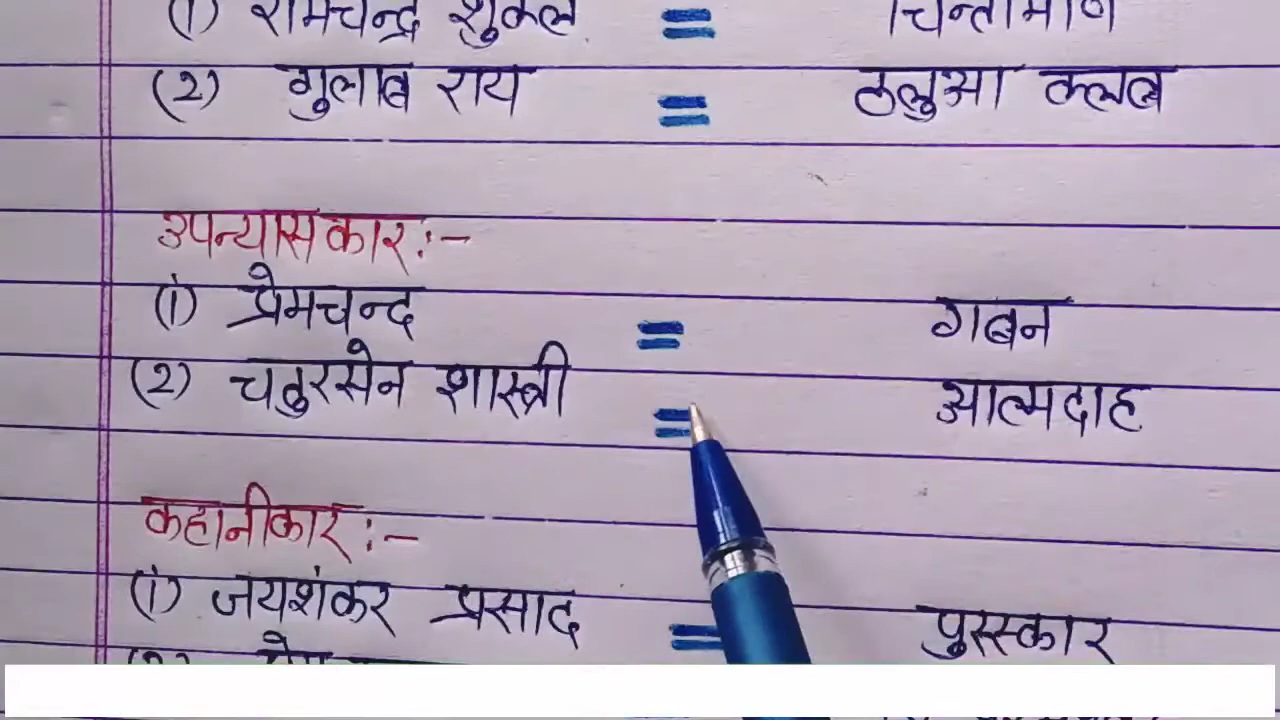 (1) रामचन्द्र शुक्ल = चिन्तामणि
(2) गुलाब राय = ठलुआ क्लब
उपन्यासकार :-
(1) प्रेमचन्द = गबन
(2) चतुरसेन शास्त्री = आत्मदाह
कहानीकार :-
(1) जयशंकर प्रसाद = पुरस्कार